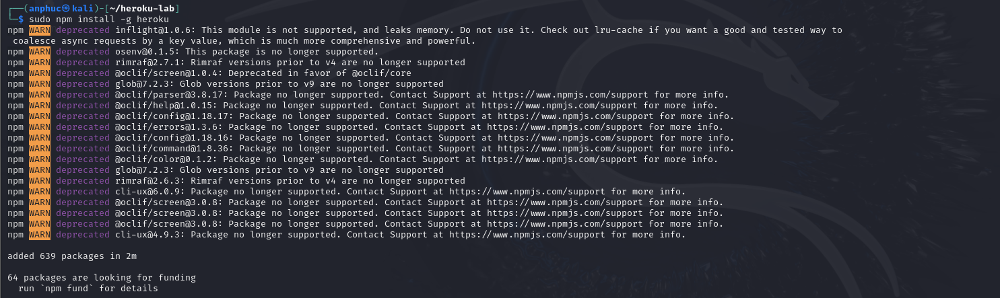 ┌──(anphuc㉿kali)-[~/heroku-lab]
└─$ sudo npm install -g heroku
npm WARN deprecated inflight@1.0.6: This module is not supported, and leaks memory. Do not use it. Check out lru-cache if you want a good and tested way to
 coalesce async requests by a key value, which is much more comprehensive and powerful.
npm WARN deprecated osenv@0.1.5: This package is no longer supported.
npm WARN deprecated rimraf@2.7.1: Rimraf versions prior to v4 are no longer supported
npm WARN deprecated @oclif/screen@1.0.4: Deprecated in favor of @oclif/core
npm WARN deprecated glob@7.2.3: Glob versions prior to v9 are no longer supported
npm WARN deprecated @oclif/parser@3.8.17: Package no longer supported. Contact Support at https://www.npmjs.com/support for more info.
npm WARN deprecated @oclif/help@1.0.15: Package no longer supported. Contact Support at https://www.npmjs.com/support for more info.
npm WARN deprecated @oclif/config@1.18.17: Package no longer supported. Contact Support at https://www.npmjs.com/support for more info.
npm WARN deprecated @oclif/errors@1.3.6: Package no longer supported. Contact Support at https://www.npmjs.com/support for more info.
npm WARN deprecated @oclif/config@1.18.16: Package no longer supported. Contact Support at https://www.npmjs.com/support for more info.
npm WARN deprecated @oclif/command@1.8.36: Package no longer supported. Contact Support at https://www.npmjs.com/support for more info.
npm WARN deprecated @oclif/color@0.1.2: Package no longer supported. Contact Support at https://www.npmjs.com/support for more info.
npm WARN deprecated glob@7.2.3: Glob versions prior to v9 are no longer supported
npm WARN deprecated rimraf@2.6.3: Rimraf versions prior to v4 are no longer supported
npm WARN deprecated cli-ux@6.0.9: Package no longer supported. Contact Support at https://www.npmjs.com/support for more info.
npm WARN deprecated @oclif/screen@3.0.8: Package no longer supported. Contact Support at https://www.npmjs.com/support for more info.
npm WARN deprecated @oclif/screen@3.0.8: Package no longer supported. Contact Support at https://www.npmjs.com/support for more info.
npm WARN deprecated @oclif/screen@3.0.8: Package no longer supported. Contact Support at https://www.npmjs.com/support for more info.
npm WARN deprecated cli-ux@4.9.3: Package no longer supported. Contact Support at https://www.npmjs.com/support for more info.
added 639 packages in 2m
64 packages are looking for funding
  run `npm fund` for details